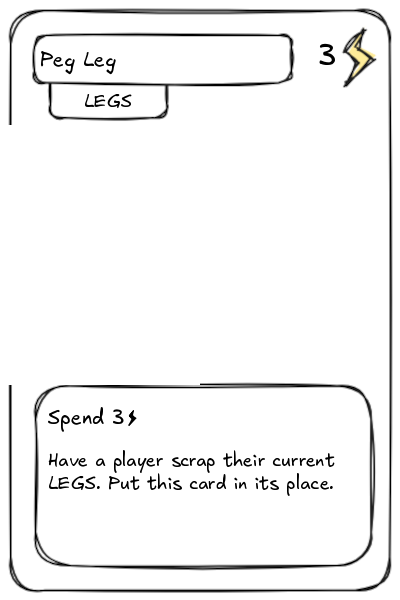 Peg Leg
3
LEGS
Spend 3
Have a player scrap their current
LEGS. Put this card in its place.